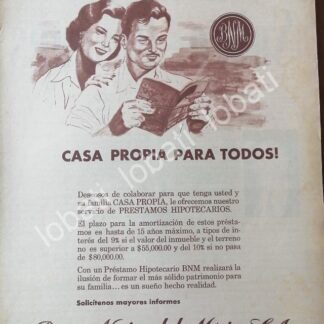 BNM
CASA PROPIA PARA TODOS!
Deseosos de colaborar para que tenga usted y
su familia CASA PROPIA, le ofrecemos nuestro
servicio de PRESTAMOS HIPOTECARIOS.
El plazo para la amortización de estos présta-
mos es hasta de 15 años máximo, a tipos de in-
terés del 9% si el valor del inmueble y el terreno
no es superior a $55,000.00 y del 10% si no pasa
de $80,000.00.
Con un Préstamo Hipotecario BNM realizará la
ilusión de formar el más sólido patrimonio para
su familia... es un sueño hecho realidad.
Solicítenos mayores informes